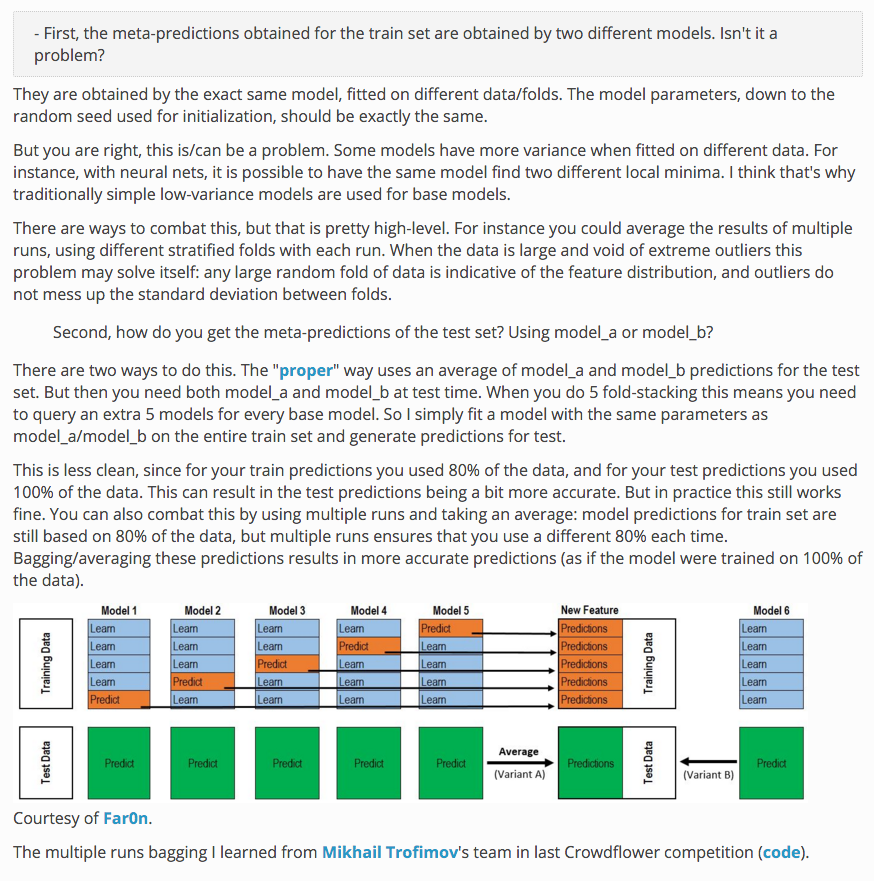 - First, the meta-predictions obtained for the train set are obtained by two different models. Isn't it a
problem?
They are obtained by the exact same model, fitted on different data/folds. The model parameters, down to the
random seed used for initialization, should be exactly the same.
But you are right, this is/can be a problem. Some models have more variance when fitted on different data. For
instance, with neural nets, it is possible to have the same model find two different local minima. I think that's why
traditionally simple low-variance models are used for base models.
There are ways to combat this, but that is pretty high-level. For instance you could average the results of multiple
runs, using different stratified folds with each run. When the data is large and void of extreme outliers this
problem may solve itself: any large random fold of data is indicative of the feature distribution, and outliers do
not mess up the standard deviation between folds.
Second, how do you get the meta-predictions of the test set? Using model_a or model_b?
There are two ways to do this. The "proper" way uses an average of model_a and model_b predictions for the test
set. But then you need both model_a and model_b at test time. When you do 5 fold-stacking this means you need
to query an extra 5 models for every base model. So I simply fit a model with the same parameters as
model_a/model_b on the entire train set and generate predictions for test.
This is less clean, since for your train predictions you used 80% of the data, and for your test predictions you used
100% of the data. This can result in the test predictions being a bit more accurate. But in practice this still works
fine. You can also combat this by using multiple runs and taking an average: model predictions for train set are
still based on 80% of the data, but multiple runs ensures that you use a different 80% each time.
Bagging/averaging these predictions results in more accurate predictions (as if the model were trained on 100% of
the data).
Model 1 Model 2 Model 3 Model 4 Model 5 New Feature Model 6
Learn Learn Learn Learn Predict Predictions Learn
Learn Learn Learn Predict Learn Predictions Learn
Training Data Learn Learn Predict Learn Learn Predictions Training Data Learn
Learn Predict Learn Learn Learn Predictions Learn
Predict Learn Learn Learn Learn Predictions Learn
Test Data Predict Predict Predict Predict Predict Average (Variant A) Predictions Test Data (Variant B) Predict
Courtesy of Far0n.
The multiple runs bagging I learned from Mikhail Trofimov's team in last Crowdflower competition (code).